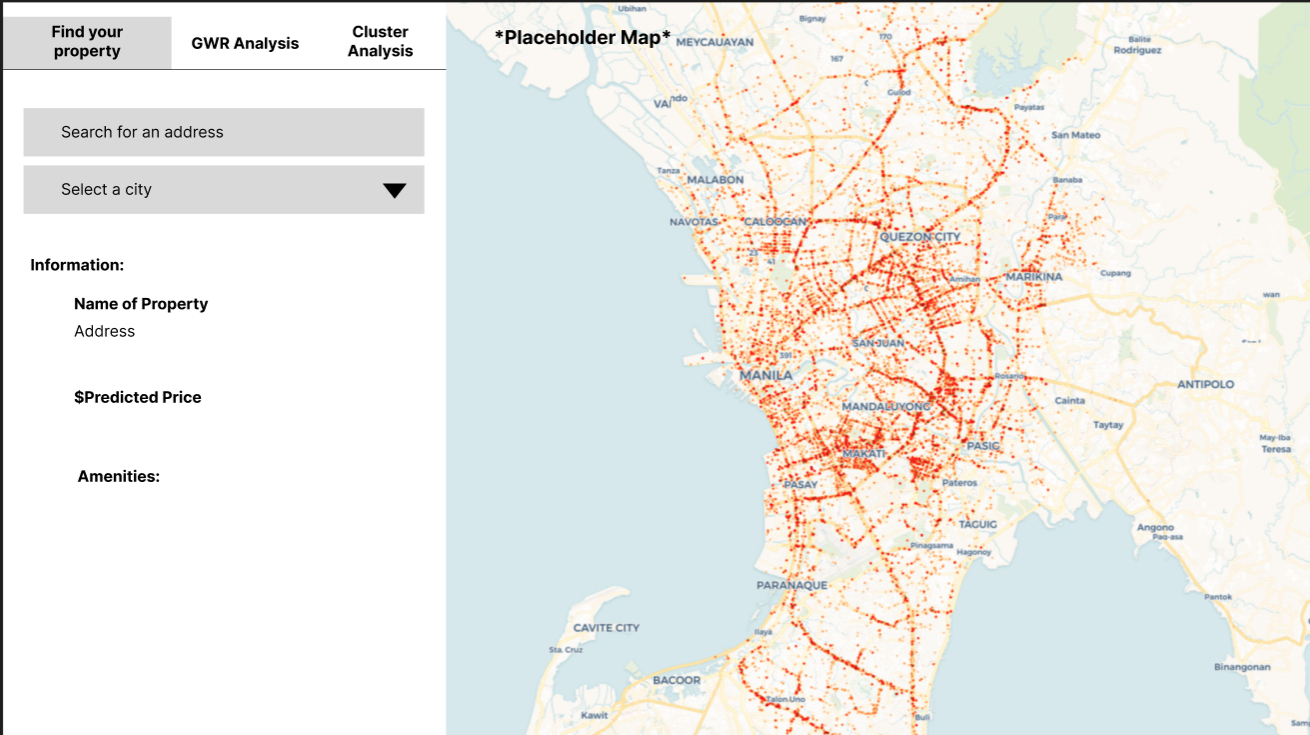 Find your
property
GWR Analysis
Cluster
Analysis
Search for an address
Select a city
Information:
Name of Property
Address
$Predicted Price
Amenities:
*Placeholder Map*
Ubihan
Bignay
MEYCAUAYAN
170
Balite
Rodriguez
167
Gulod
Payatas
San Mateo
Tanza
MALABON
Banaba
NAVOTAS
CALOOCAN
QUEZON CITY
23
41
Amihan
MARIKINA
Cupang
wan
SAN JUAN
391
MANILA
Rosario
ANTIPOLO
Cainta
MANDALUYONG
Taytay
PASIG
May-Iba
Teresa
MAKATI
PASAY
Pateros
TAGUIG
Angono
Pag-asa
Pinagsama
Hagonoy
PARANAQUE
Pantok
CAVITE CITY
Ilaya
Sta. Cruz
Binangonan
BACOOR
Talon Uno
Kawit
Buli